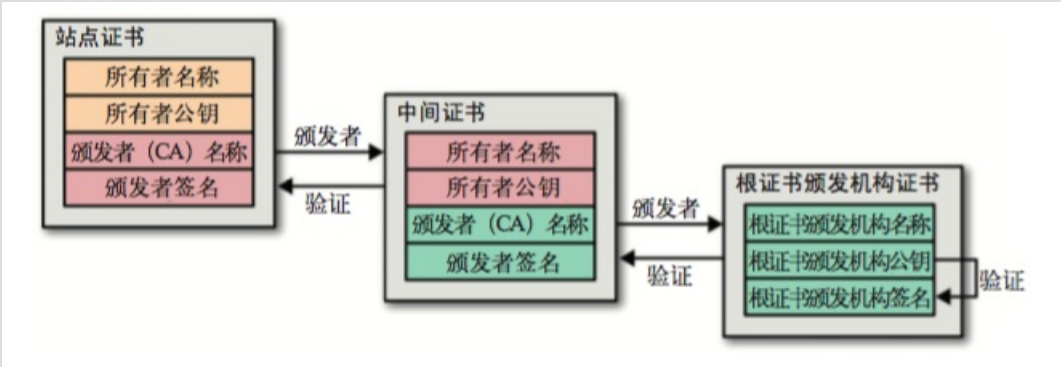 站点证书
所有者名称
所有者公钥
颁发者（CA）名称
颁发者签名
颁发者
验证
中间证书
所有者名称
所有者公钥
颁发者（CA）名称
颁发者签名
颁发者
验证
根证书颁发机构证书
根证书颁发机构名称
根证书颁发机构公钥
根证书颁发机构签名
验证